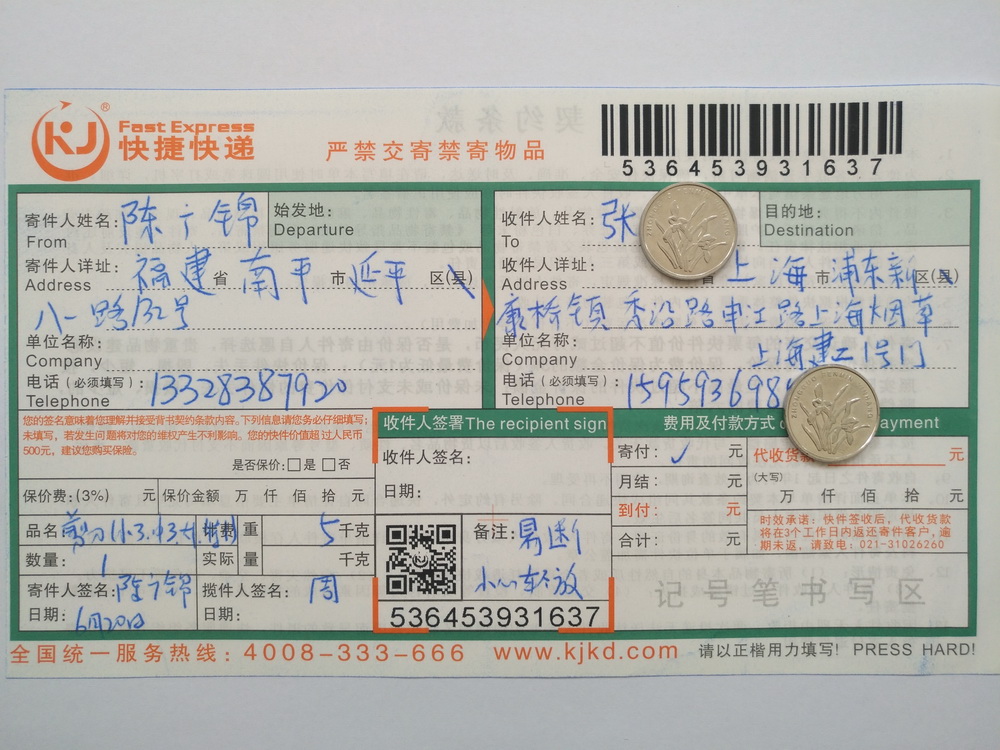 KJ ®
Fast Express
快捷快递
严禁交寄禁寄物品
536453931637
寄件人姓名: 陈广锦
From
始发地:
Departure
寄件人详址: 福建 省 南平 市 延平 区(县)
Address
八一路132号
单位名称:
Company
电话(必须填写): 13328387920
Telephone
收件人姓名: 张
To
目的地:
Destination
收件人详址: 省 上海 市 浦东新 区(县)
Address
康桥镇秀沿路申江路上海烟草
单位名称: 上海建工1号门
Company
电话(必须填写): 1595936984
Telephone
您的签名意味着您理解并接受背书契约条款内容。下列信息请您务必仔细填写;
未填写,若发生问题将对您的维权产生不利影响。您的快件价值超过人民币
500元,建议您购买保险。
是否保价:□是 □否
保价费:(3%) 元 保价金额 万 仟 佰 拾 元
品名 剪刀 计费重 5 千克
数量: 1 实际 量 千克
寄件人签名: 陈广锦
日期: 6月20日
揽件人签名: 周
日期:
收件人签署 The recipient sign
收件人签名:
日期:
备注: 易断
小心轻放
536453931637
费用及付款方式 ayment
寄付: ✓ 元
月结: 元
到付: 元
合计: 元
代收货 元
(大写)
万 仟 佰 拾 元
时效承诺:快件签收后,代收货款
将在3个工作日内返还寄件客户,逾
期未返,请致电:021-31026260
记号笔书写区
全国统一服务热线:4008-333-666 www.kjkd.com 请以正楷用力填写! PRESS HARD!